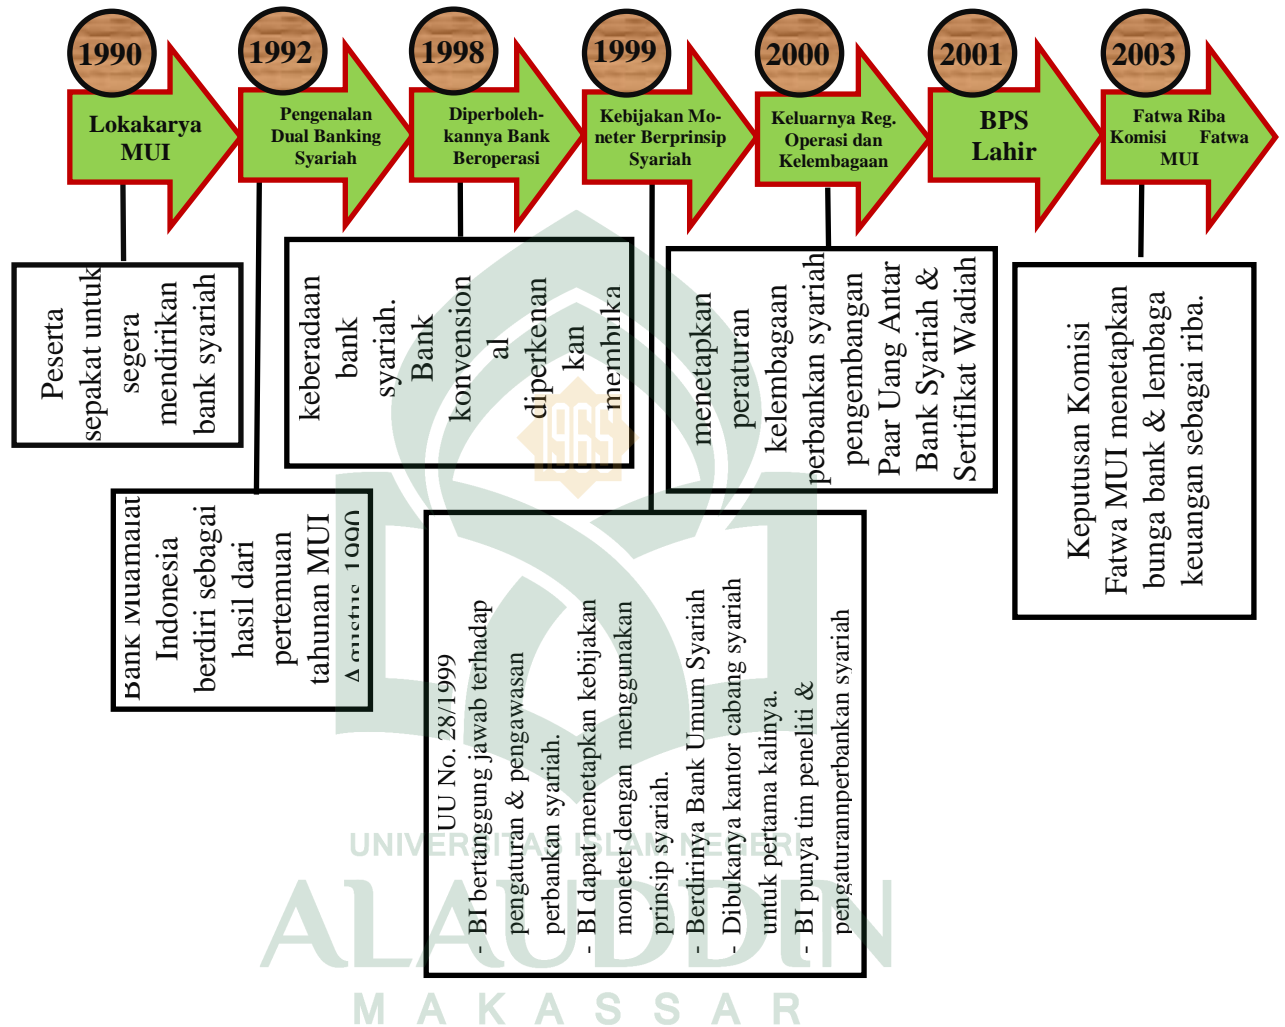 1990
1992
1998
1999
2000
2001
2003
Lokakarya
MUI
Pengenalan
Dual Banking
Syariah
Diperboleh-
kannya Bank
Beroperasi
Kebijakan Mo-
neter Berprinsip
Syariah
Keluarnya Reg.
Operasi dan
Kelembagaan
BPS
Lahir
Fatwa Riba
Komisi Fatwa
MUI
Peserta
sepakat untuk
segera
mendirikan
bank syariah
Bank Muamalat
Indonesia
berdiri sebagai
hasil dari
pertemuan
tahunan MUI
Agustus 1990
keberadaan
bank
syariah.
Bank
konvension
al
diperkenan
kan
membuka
UU No. 28/1999
- BI bertanggung jawab terhadap
pengaturan & pengawasan
perbankan syariah.
- BI dapat menetapkan kebijakan
moneter dengan menggunakan
prinsip syariah.
- Berdirinya Bank Umum Syariah
- Dibukanya kantor cabang syariah
untuk pertama kalinya.
- BI punya tim peneliti &
pengaturannperbankan syariah
menetapkan
peraturan
kelembagaan
perbankan syariah
pengembangan
Paar Uang Antar
Bank Syariah &
Sertifikat Wadiah
Keputusan Komisi
Fatwa MUI menetapkan
bunga bank & lembaga
keuangan sebagai riba.
1965
UNIVERSITAS ISLAM NEGERI
ALAUDDIN
MAKASSAR